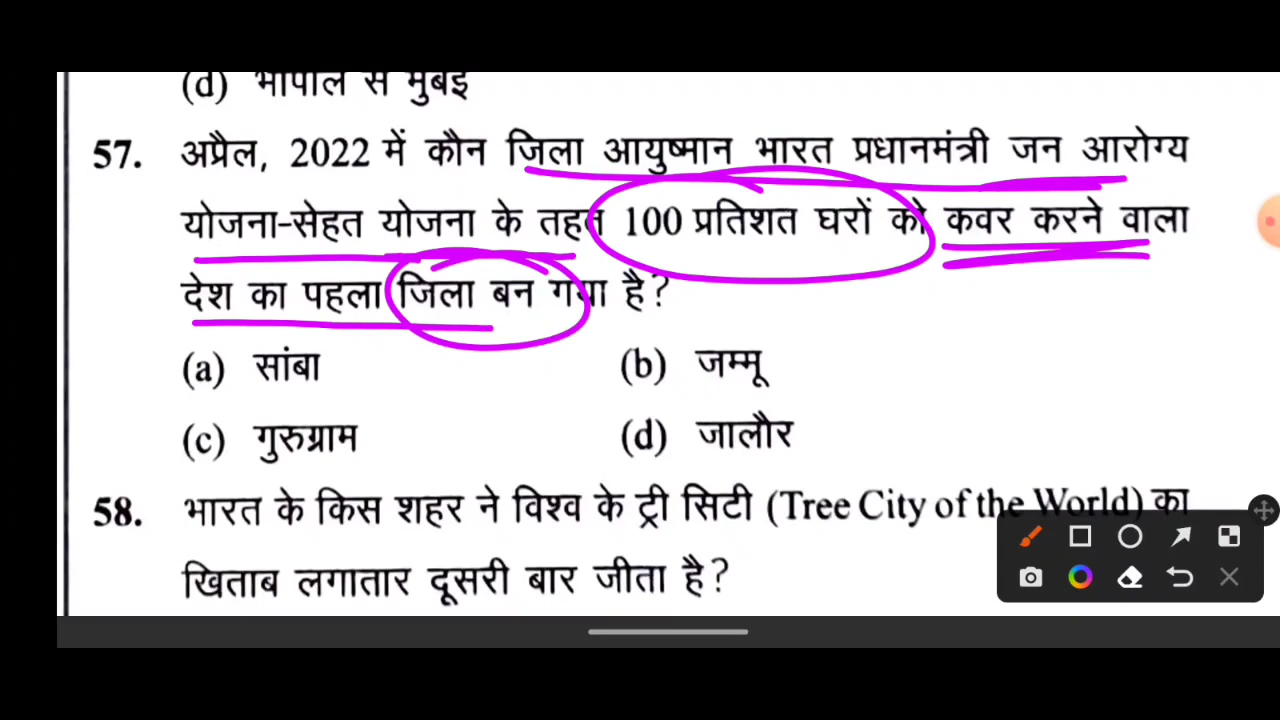 (d) भोपाल से मुंबई
57. अप्रैल, 2022 में कौन जिला आयुष्मान भारत प्रधानमंत्री जन आरोग्य
योजना-सेहत योजना के तहत 100 प्रतिशत घरों को कवर करने वाला
देश का पहला जिला बन गया है?
(a) सांबा (b) जम्मू
(c) गुरुग्राम (d) जालौर
58. भारत के किस शहर ने विश्व के ट्री सिटी (Tree City of the World) का
खिताब लगातार दूसरी बार जीता है?